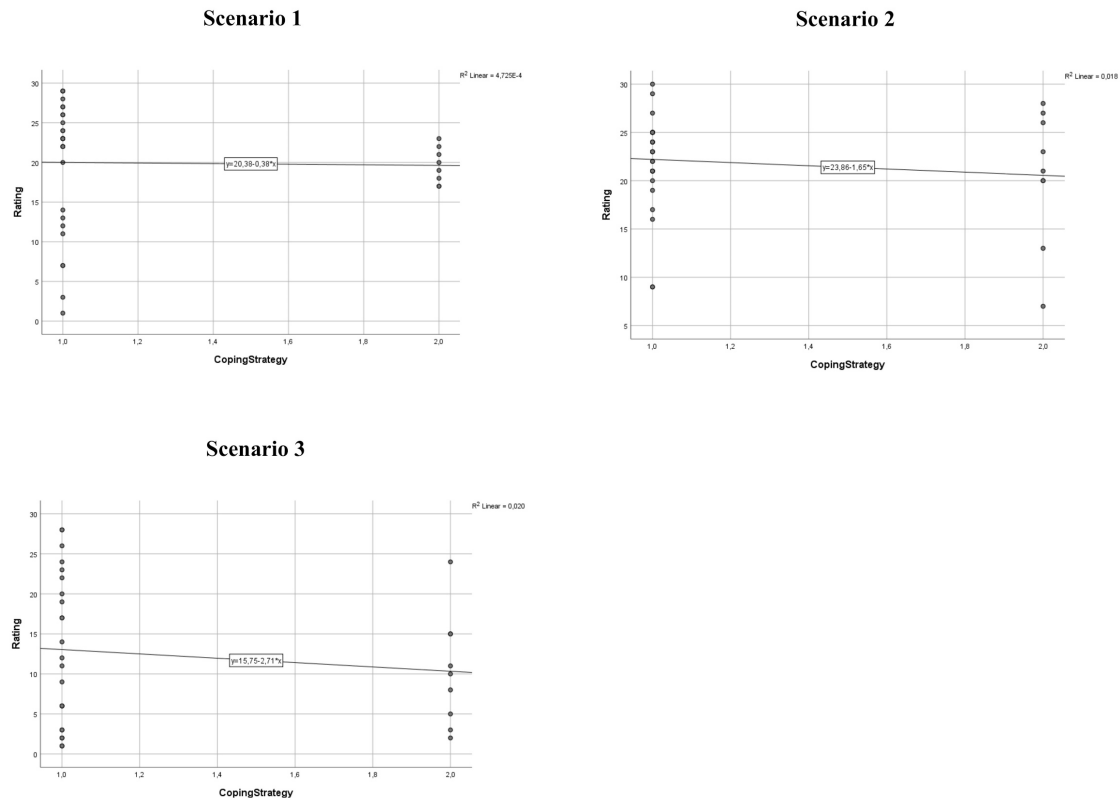 Scenario 1
R² Linear = 4,725E-4
30
25
20
15
10
5
0
Rating
y=20,38-0,38*x
1,0 1,2 1,4 1,6 1,8 2,0
CopingStrategy
Scenario 2
R² Linear = 0,018
30
25
20
15
10
5
Rating
y=23,86-1,65*x
1,0 1,2 1,4 1,6 1,8 2,0
CopingStrategy
Scenario 3
R² Linear = 0,020
30
25
20
15
10
5
0
Rating
y=15,75-2,71*x
1,0 1,2 1,4 1,6 1,8 2,0
CopingStrategy